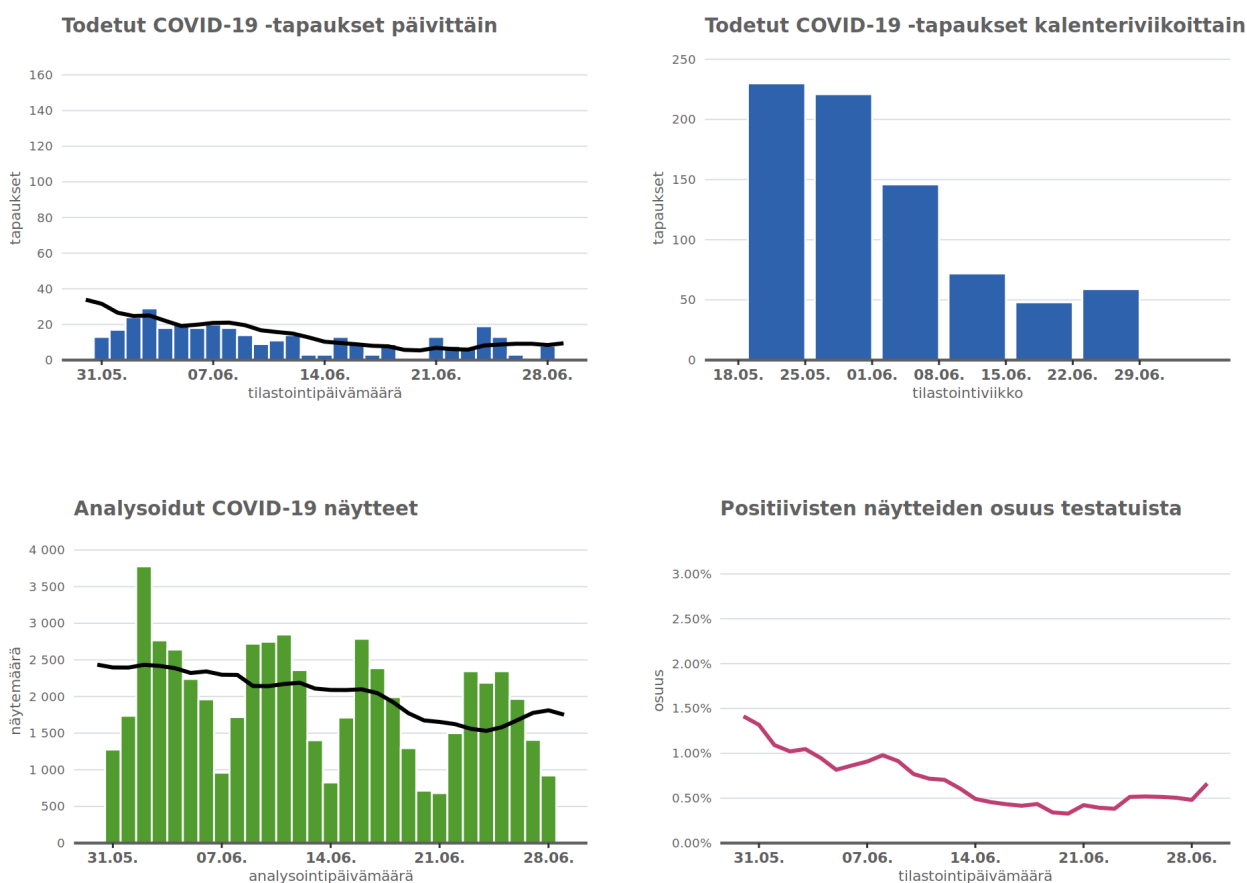 Todetut COVID-19 -tapaukset päivittäin
160
140
120
100
80
60
40
20
0
tapaukset
31.05. 07.06. 14.06. 21.06. 28.06.
tilastointipäivämäärä
Todetut COVID-19 -tapaukset kalenteriviikoittain
250
200
150
100
50
0
tapaukset
18.05. 25.05. 01.06. 08.06. 15.06. 22.06. 29.06.
tilastointiviikko
Analysoidut COVID-19 näytteet
4 000
3 500
3 000
2 500
2 000
1 500
1 000
500
0
näytemäärä
31.05. 07.06. 14.06. 21.06. 28.06.
analysointipäivämäärä
Positiivisten näytteiden osuus testatuista
3.00%
2.50%
2.00%
1.50%
1.00%
0.50%
0.00%
osuus
31.05. 07.06. 14.06. 21.06. 28.06.
tilastointipäivämäärä